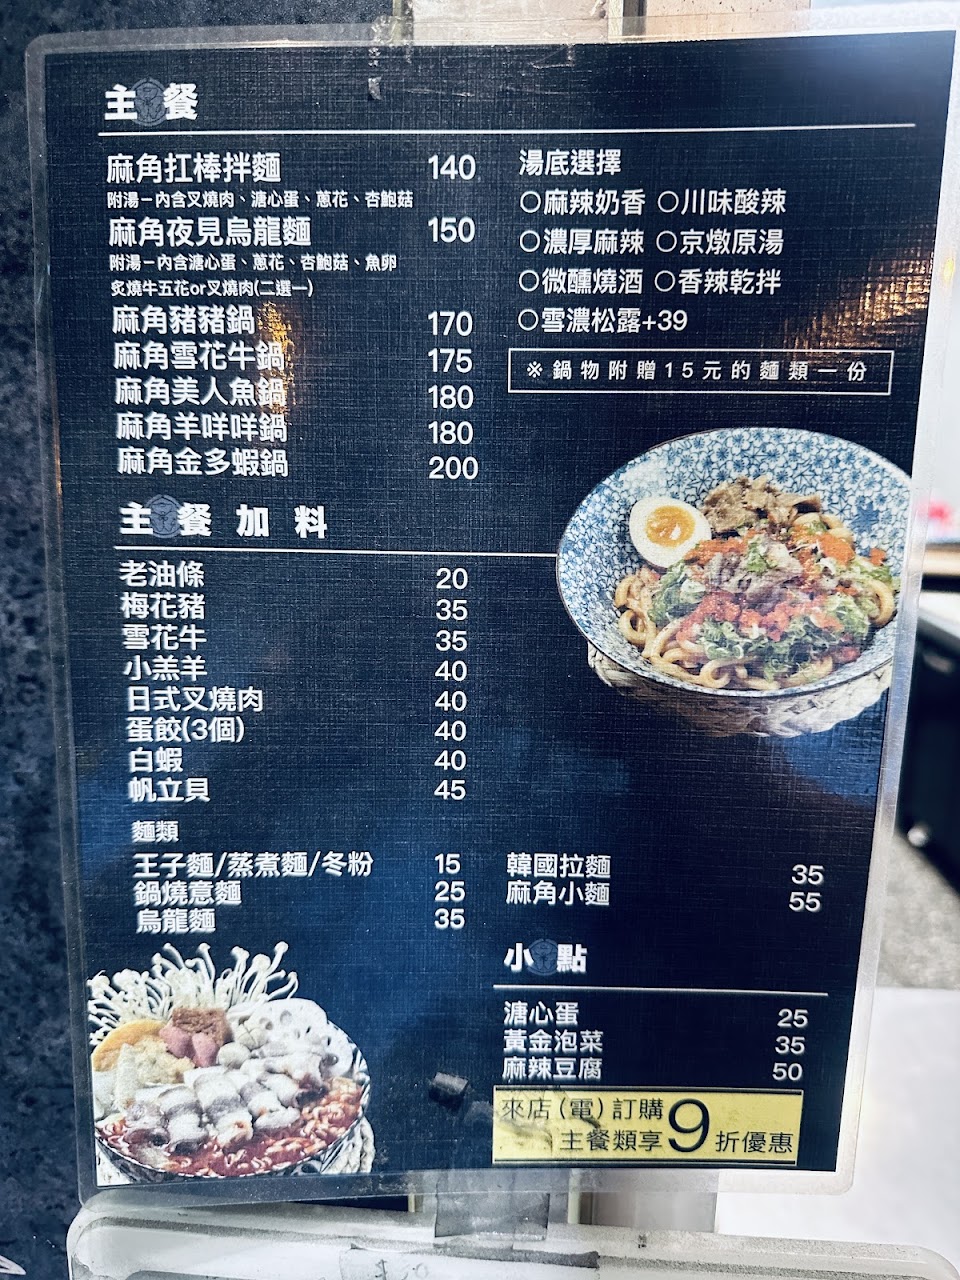 主餐
麻角扛棒拌麵 140
附湯－內含叉燒肉、溏心蛋、蔥花、杏鮑菇
麻角夜見烏龍麵 150
附湯－內含溏心蛋、蔥花、杏鮑菇、魚卵
炙燒牛五花or叉燒肉(二選一)
麻角豬豬鍋 170
麻角雪花牛鍋 175
麻角美人魚鍋 180
麻角羊咩咩鍋 180
麻角金多蝦鍋 200
湯底選擇
○麻辣奶香 ○川味酸辣
○濃厚麻辣 ○京燉原湯
○微醺燒酒 ○香辣乾拌
○雪濃松露+39
※鍋物附贈15元的麵類一份
主餐加料
老油條 20
梅花豬 35
雪花牛 35
小羔羊 40
日式叉燒肉 40
蛋餃(3個) 40
白蝦 40
帆立貝 45
麵類
王子麵/蒸煮麵/冬粉 15
鍋燒意麵 25
烏龍麵 35
韓國拉麵 35
麻角小麵 55
小點
溏心蛋 25
黃金泡菜 35
麻辣豆腐 50
來店(電)訂購
主餐類享9折優惠